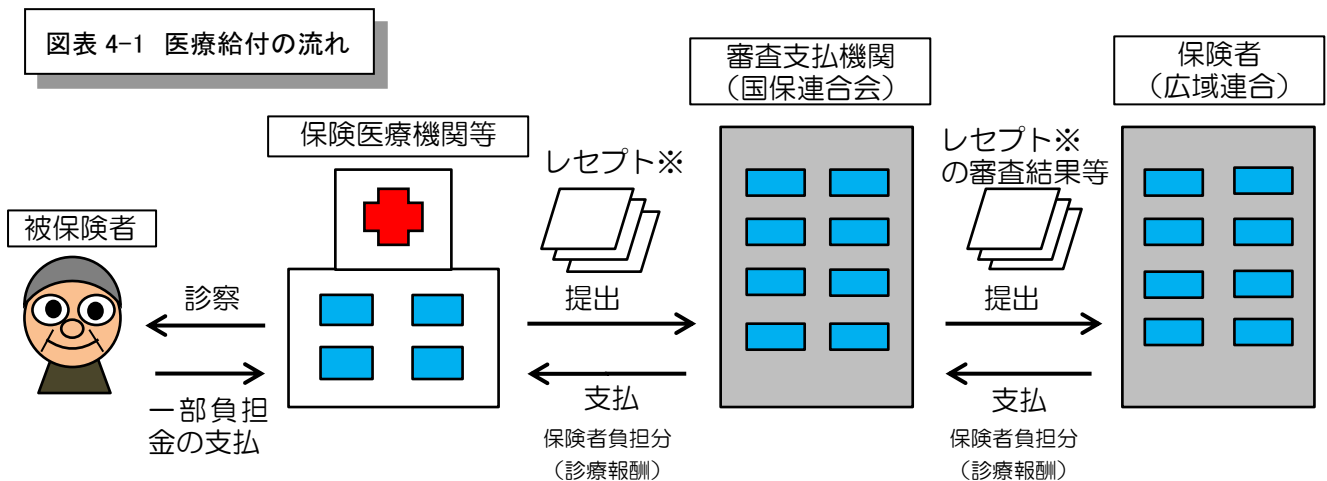 図表 4-1 医療給付の流れ
審査支払機関
（国保連合会）
保険者
（広域連合）
保険医療機関等
レセプト※
レセプト※
の審査結果等
被保険者
診察
提出
提出
一部負担
金の支払
支払
保険者負担分
（診療報酬）
支払
保険者負担分
（診療報酬）